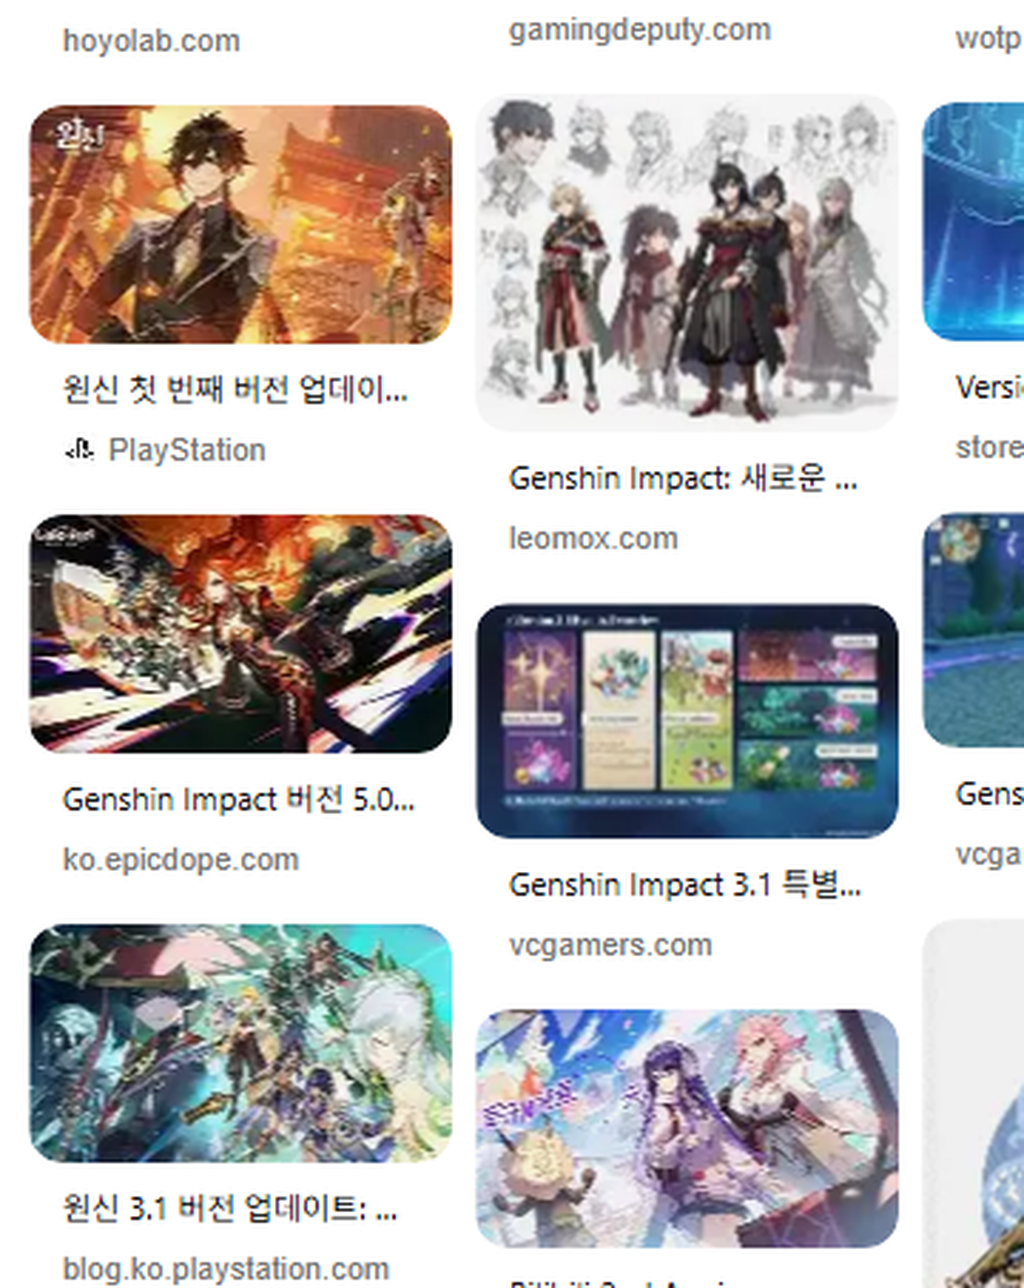 hoyolab.com
원신
원신 첫 번째 버전 업데이...
PlayStation
Genshin Impact 버전 5.0...
ko.epicdope.com
원신 3.1 버전 업데이트: ...
blog.ko.playstation.com
gamingdeputy.com
Genshin Impact: 새로운 ...
leomox.com
Genshin Impact 3.1 특별...
vcgamers.com
wotp
Versi
store
Gens
vcga